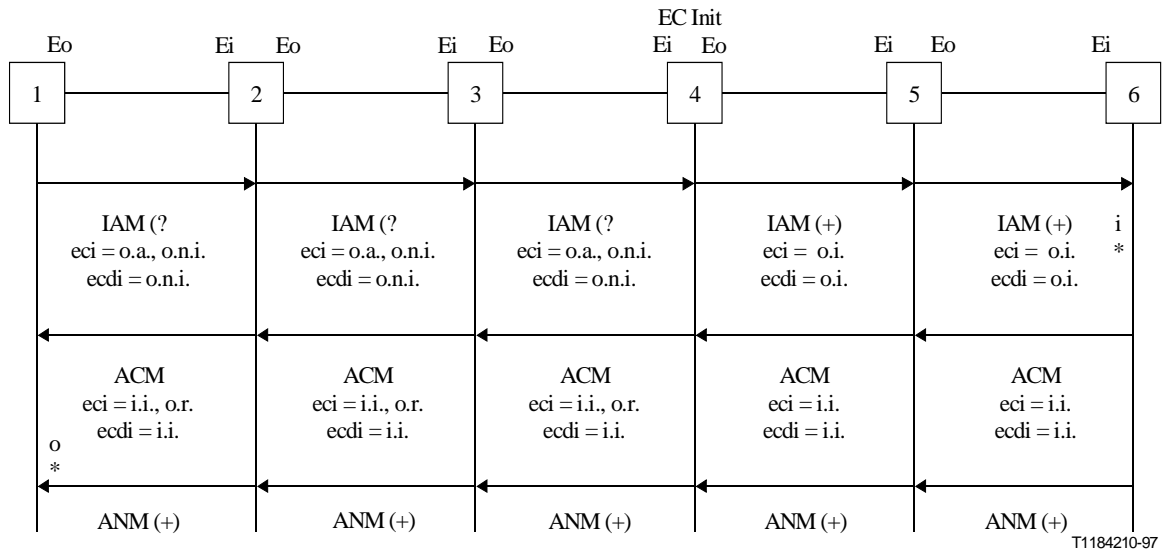 EC Init
Eo Ei Eo Ei Eo Ei Eo Ei Eo Ei
1 2 3 4 5 6
IAM (? IAM (? IAM (? IAM (+) IAM (+) i
eci = o.a., o.n.i. eci = o.a., o.n.i. eci = o.a., o.n.i. eci = o.i. eci = o.i. *
ecdi = o.n.i. ecdi = o.n.i. ecdi = o.n.i. ecdi = o.i. ecdi = o.i.
ACM ACM ACM ACM ACM
eci = i.i., o.r. eci = i.i., o.r. eci = i.i., o.r. eci = i.i. eci = i.i.
ecdi = i.i. ecdi = i.i. ecdi = i.i. ecdi = i.i. ecdi = i.i.
o
*
ANM (+) ANM (+) ANM (+) ANM (+) ANM (+)
T1184210-97